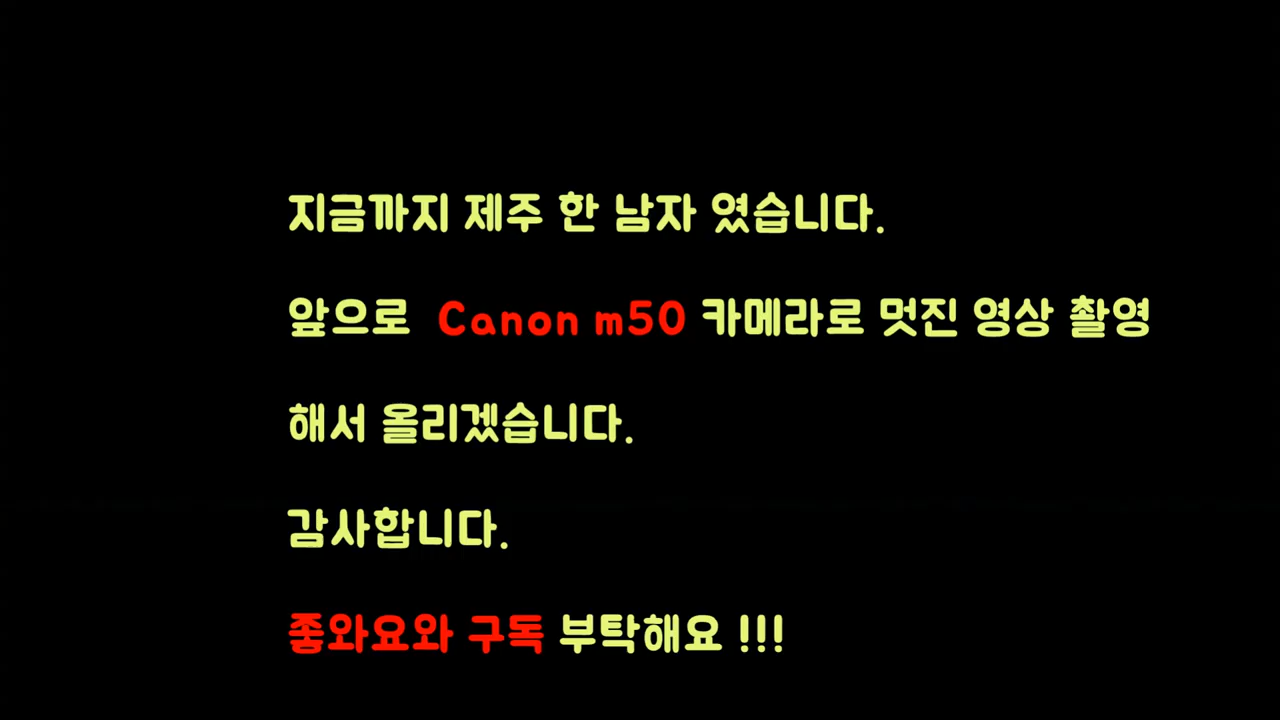 지금까지 제주 한 남자 였습니다.
앞으로 Canon m50 카메라로 멋진 영상 촬영
해서 올리겠습니다.
감사합니다.
좋와요와 구독 부탁해요 !!!